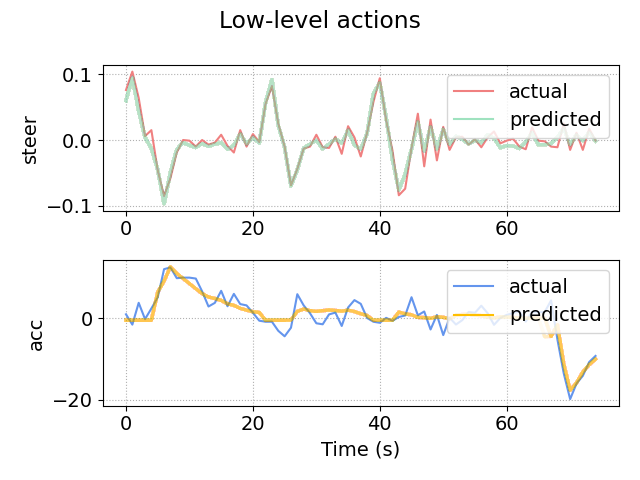 Low-level actions
0.1
0.0
−0.1
steer
actual
predicted
0
20
40
60
0
−20
acc
actual
predicted
0
20
40
60
Time (s)